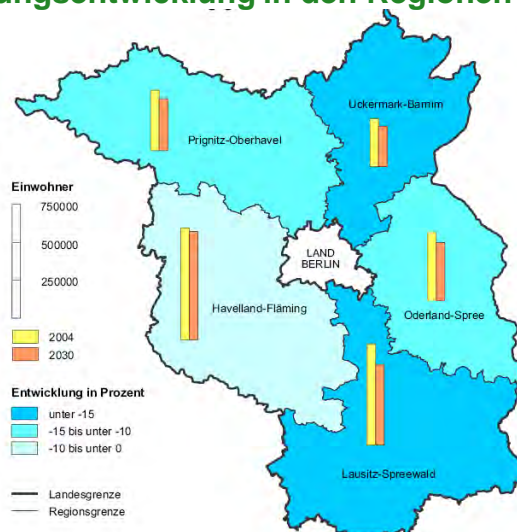 ungsentwicklung in den Regionen
Uckermark-Barnim
Prignitz-Oberhavel
Einwohner
750000
500000
250000
LAND
BERLIN
Havelland-Fläming
Oderland-Spree
2004
2030
Entwicklung in Prozent
unter -15
-15 bis unter -10
-10 bis unter 0
Lausitz-Spreewald
Landesgrenze
Regionsgrenze